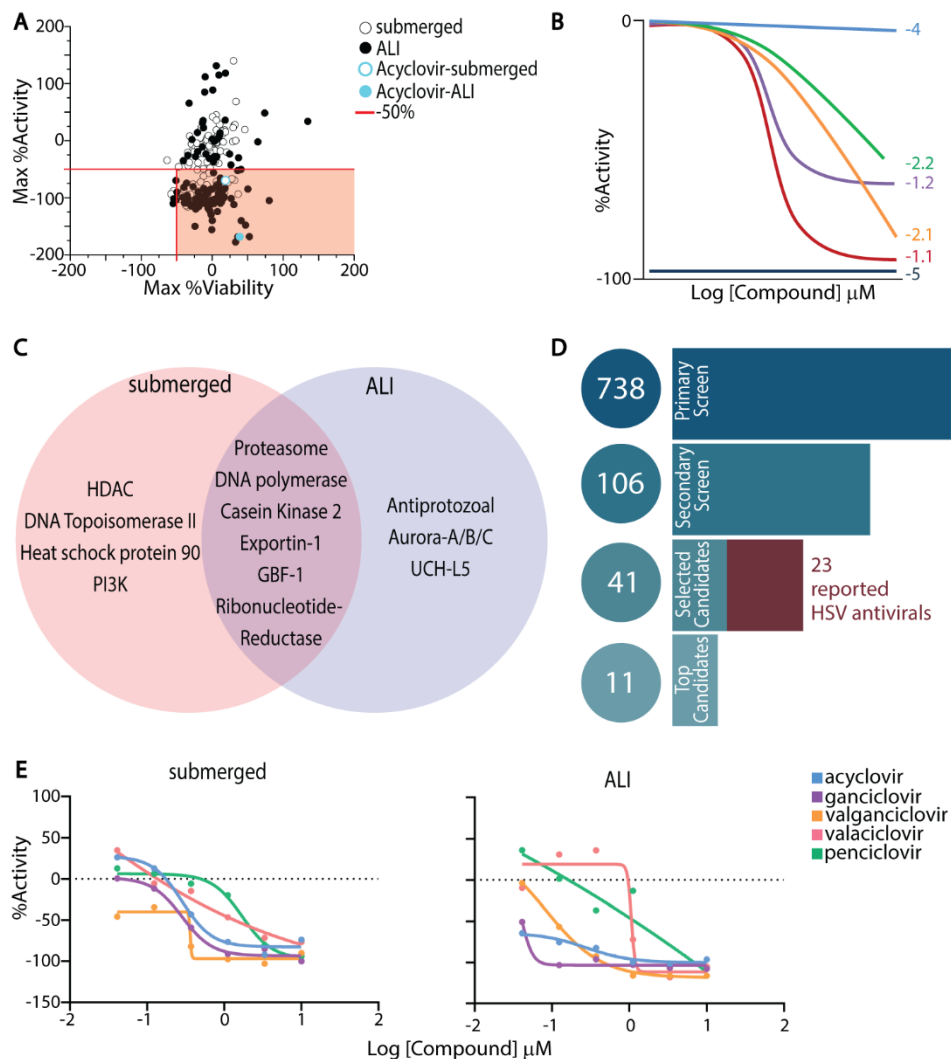 A
200
100
0
-100
-200
Max %Activity
-200
-100
0
100
200
Max %Viability
submerged
ALI
Acyclovir-submerged
Acyclovir-ALI
-50%
B
0
-100
%Activity
Log [Compound] μM
-4
-2.2
-1.2
-2.1
-1.1
-5
C
submerged
ALI
HDAC
DNA Topoisomerase II
Heat schock protein 90
PI3K
Proteasome
DNA polymerase
Casein Kinase 2
Exportin-1
GBF-1
Ribonucleotide-
Reductase
Antiprotozoal
Aurora-A/B/C
UCH-L5
D
738
Primary
Screen
106
Secondary
Screen
41
Selected
Candidates
23
reported
HSV antivirals
11
Top
Candidates
E
submerged
100
50
0
-50
-100
-150
%Activity
-2
-1
0
1
2
ALI
-2
-1
0
1
2
Log [Compound] μM
acyclovir
ganciclovir
valganciclovir
valaciclovir
penciclovir